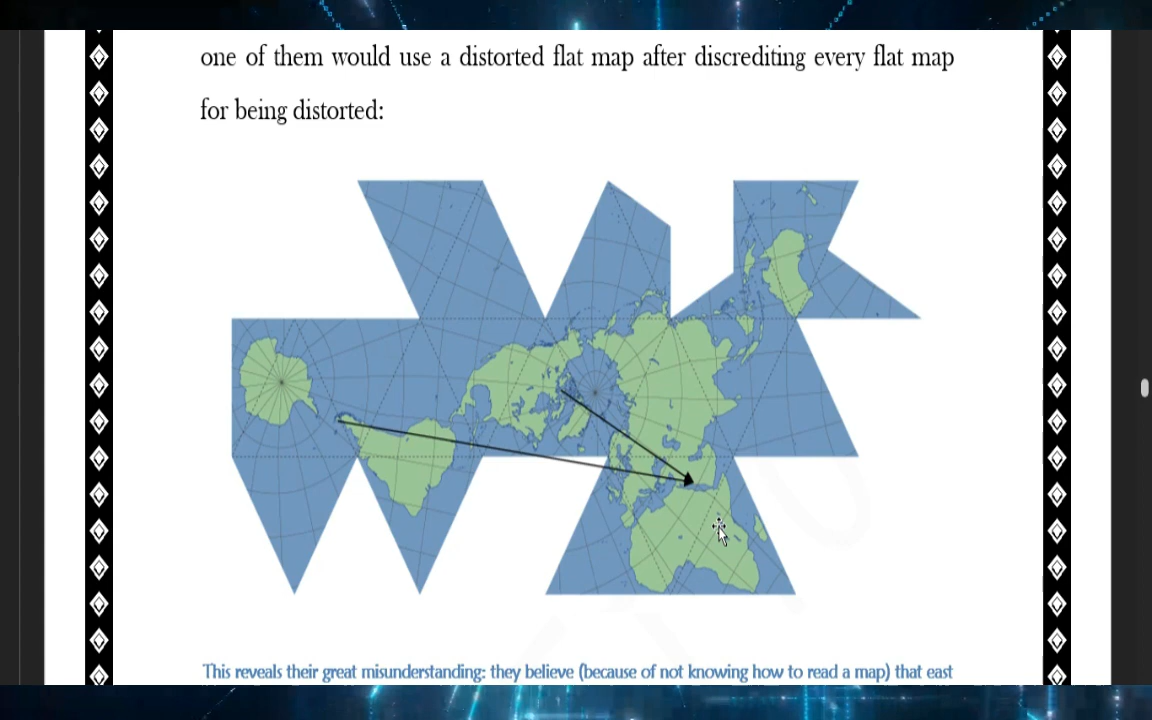 one of them would use a distorted flat map after discrediting every flat map
for being distorted:
This reveals their great misunderstanding: they believe (because of not knowing how to read a map) that east